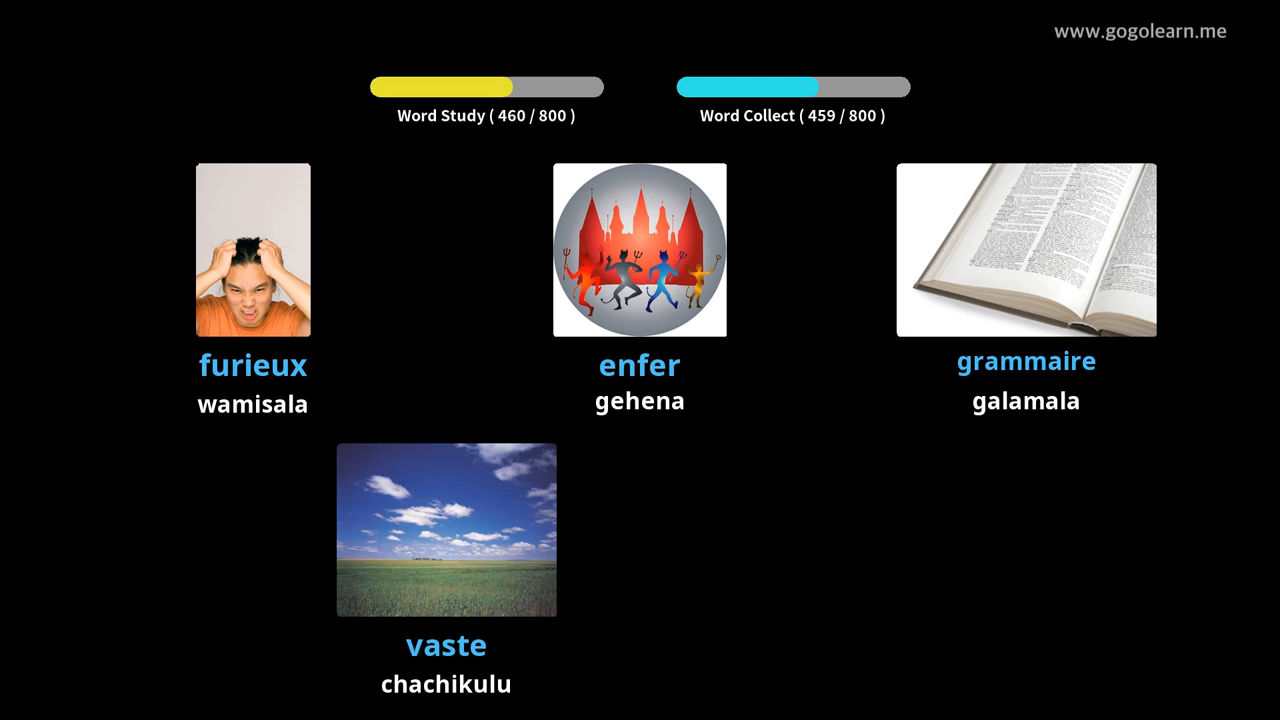 www.gogolearn.me
Word Study ( 460 / 800 )
Word Collect ( 459 / 800 )
furieux
wamisala
enfer
gehena
grammaire
galamala
vaste
chachikulu